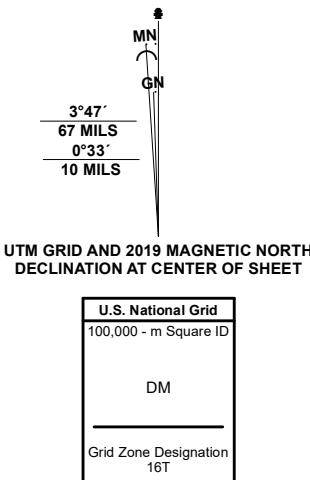 MN
GN
3°47´
67 MILS
0°33´
10 MILS
UTM GRID AND 2019 MAGNETIC NORTH
DECLINATION AT CENTER OF SHEET
U.S. National Grid
100,000 - m Square ID
DM
Grid Zone Designation
16T